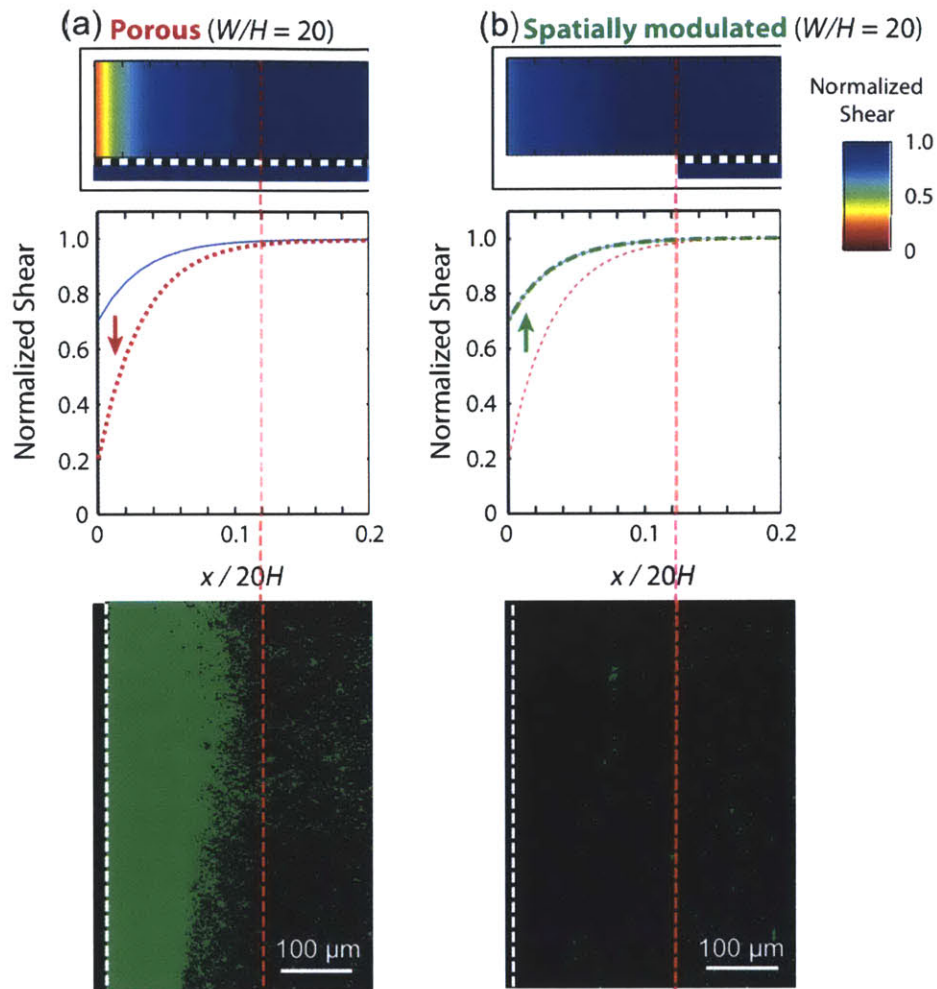 (a) Porous (W/H = 20)
(b) Spatially modulated (W/H = 20)
Normalized
Shear
1.0
0.5
0
Normalized Shear
1.0
0.8
0.6
0.4
0.2
0
0
0.1
0.2
x / 20H
Normalized Shear
1.0
0.8
0.6
0.4
0.2
0
0
0.1
0.2
x / 20H
100 µm
100 µm